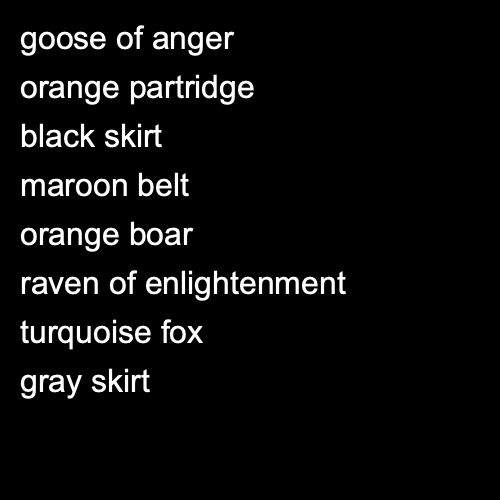 goose of anger
orange partridge
black skirt
maroon belt
orange boar
raven of enlightenment
turquoise fox
gray skirt